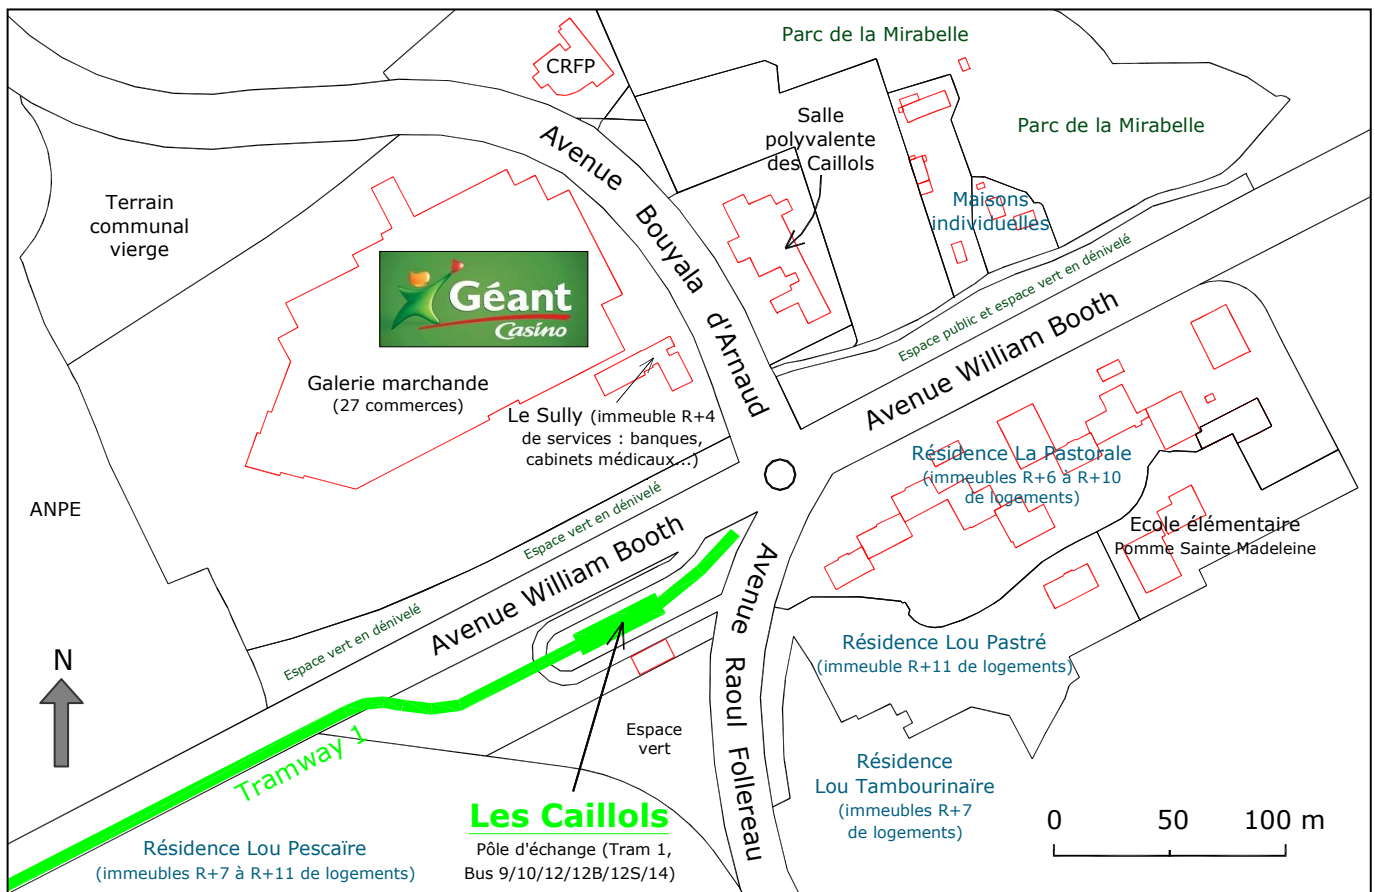 Parc de la Mirabelle
CRFP
Salle
polyvalente
des Caillols
Parc de la Mirabelle
Avenue Bouyala d'Arnaud
Terrain
communal
vierge
Maisons
individuelles
Géant
Casino
Espace public et espace vert en dénivelé
Avenue William Booth
Galerie marchande
(27 commerces)
Le Sully (immeuble R+4
de services : banques,
cabinets médicaux...)
Résidence La Pastorale
(immeubles R+6 à R+10
de logements)
ANPE
Espace vert en dénivelé
Ecole élémentaire
Pomme Sainte Madeleine
Avenue William Booth
Espace vert en dénivelé
Avenue Raoul Follereau
Résidence Lou Pastré
(immeuble R+11 de logements)
N
Espace
vert
Tramway 1
Résidence
Lou Tambourinaïre
(immeubles R+7
de logements)
Les Caillols
Pôle d'échange (Tram 1,
Bus 9/10/12/12B/12S/14)
Résidence Lou Pescaïre
(immeubles R+7 à R+11 de logements)
0 50 100 m